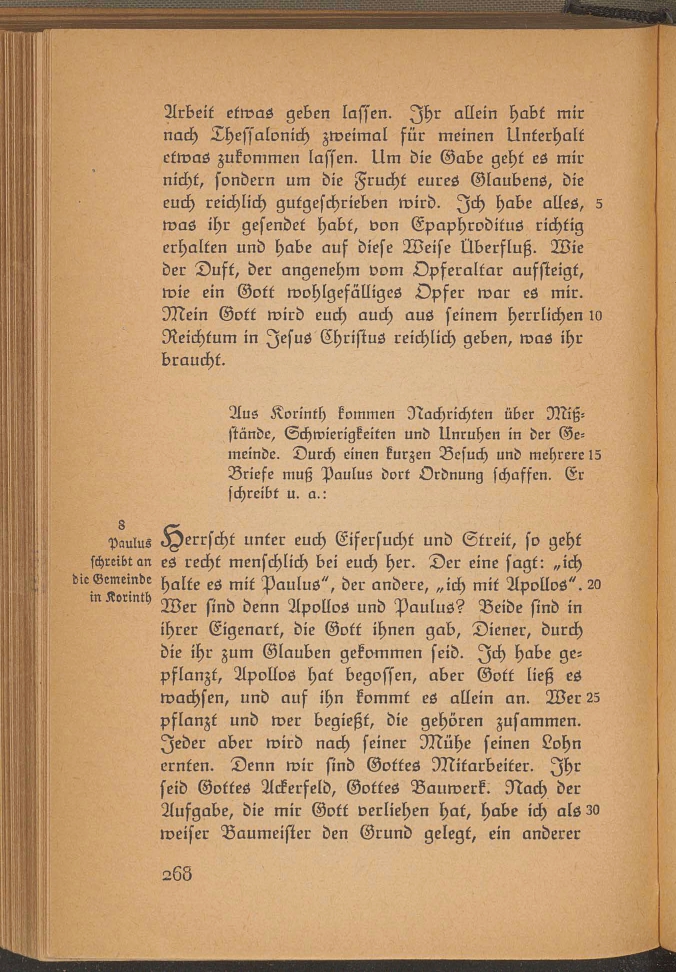 Arbeit etwas geben lassen. Ihr allein habt mir
nach Thessalonich zweimal für meinen Unterhalt
etwas zukommen lassen. Um die Gabe geht es mir
nicht, sondern um die Frucht eures Glaubens, die
euch reichlich gutgeschrieben wird. Ich habe alles, 5
was ihr gesendet habt, von Epaphroditus richtig
erhalten und habe auf diese Weise Überfluß. Wie
der Duft, der angenehm vom Opferaltar aufsteigt,
wie ein Gott wohlgefälliges Opfer war es mir.
Mein Gott wird euch auch aus seinem herrlichen 10
Reichtum in Jesus Christus reichlich geben, was ihr
braucht.
Aus Korinth kommen Nachrichten über Miß-
stände, Schwierigkeiten und Unruhen in der Ge-
meinde. Durch einen kurzen Besuch und mehrere 15
Briefe muß Paulus dort Ordnung schaffen. Er
schreibt u. a.:
8
Paulus
schreibt an
die Gemeinde
in Korinth
Herrscht unter euch Eifersucht und Streit, so geht
es recht menschlich bei euch her. Der eine sagt: „ich
halte es mit Paulus“, der andere, „ich mit Apollos“. 20
Wer sind denn Apollos und Paulus? Beide sind in
ihrer Eigenart, die Gott ihnen gab, Diener, durch
die ihr zum Glauben gekommen seid. Ich habe ge-
pflanzt, Apollos hat begossen, aber Gott ließ es
wachsen, und auf ihn kommt es allein an. Wer 25
pflanzt und wer begießt, die gehören zusammen.
Jeder aber wird nach seiner Mühe seinen Lohn
ernten. Denn wir sind Gottes Mitarbeiter. Ihr
seid Gottes Ackerfeld, Gottes Bauwerk. Nach der
Aufgabe, die mir Gott verliehen hat, habe ich als 30
weiser Baumeister den Grund gelegt, ein anderer
268